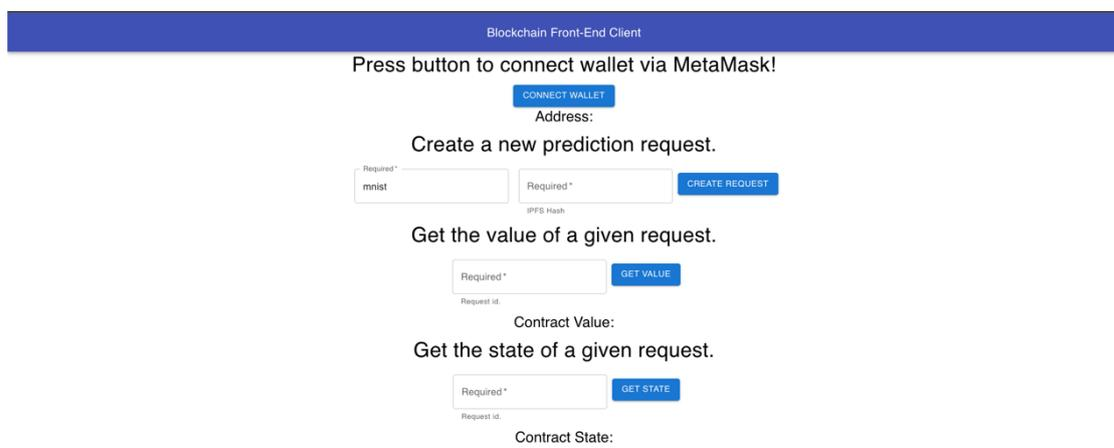 Blockchain Front-End Client
Press button to connect wallet via MetaMask!
CONNECT WALLET
Address:
Create a new prediction request.
Required *
mnist
Required *
IPFS Hash
CREATE REQUEST
Get the value of a given request.
Required *
GET VALUE
Request id.
Contract Value:
Get the state of a given request.
Required *
GET STATE
Request id.
Contract State: